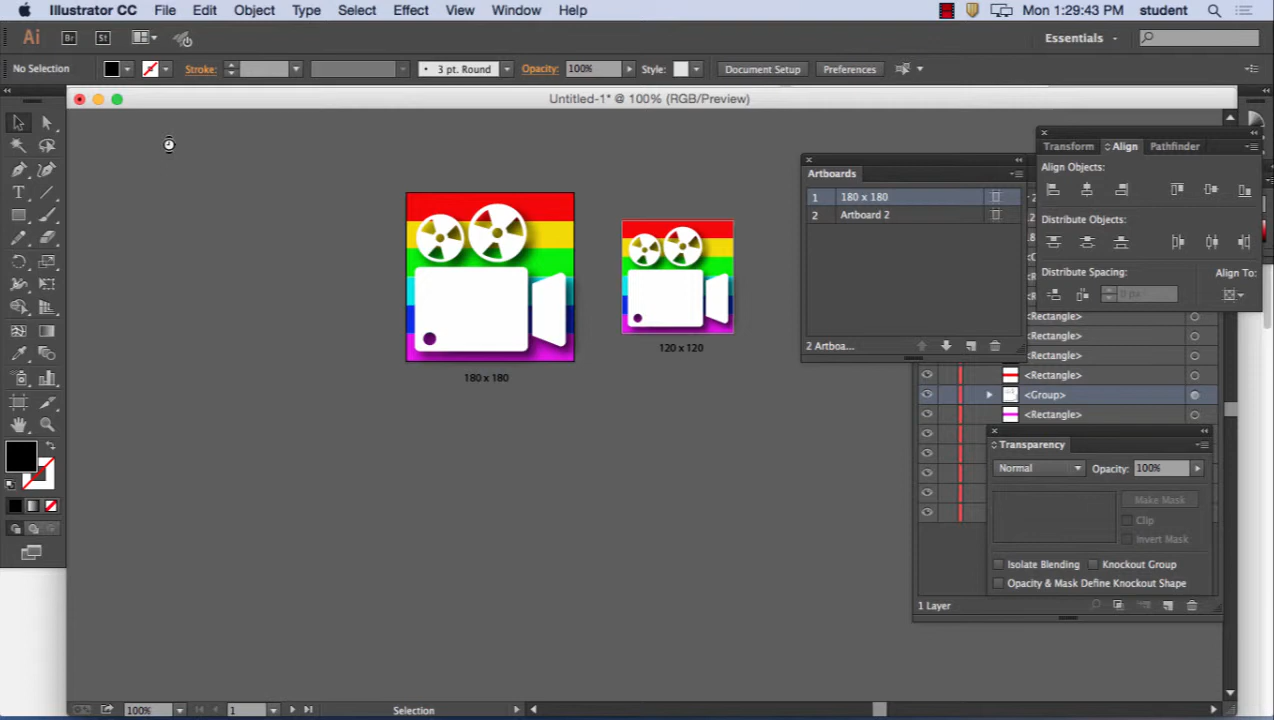 Illustrator CC File Edit Object Type Select Effect View Window Help Mon 1:29:43 PM student
Ai Br St Essentials
No Selection Stroke: 3 pt. Round Opacity: 100% Style: Document Setup Preferences
Untitled-1* @ 100% (RGB/Preview)
Transform Align Pathfinder
Align Objects:
Artboards
1 180 x 180
2 Artboard 2
Distribute Objects:
Distribute Spacing: Align To:
0 px
<Rectangle>
<Rectangle>
2 Artboa...
<Rectangle>
<Rectangle>
<Group>
<Rectangle>
180 x 180
120 x 120
Transparency
Normal Opacity: 100%
Make Mask
Clip
Invert Mask
Isolate Blending Knockout Group
Opacity & Mask Define Knockout Shape
1 Layer
100% 1 Selection